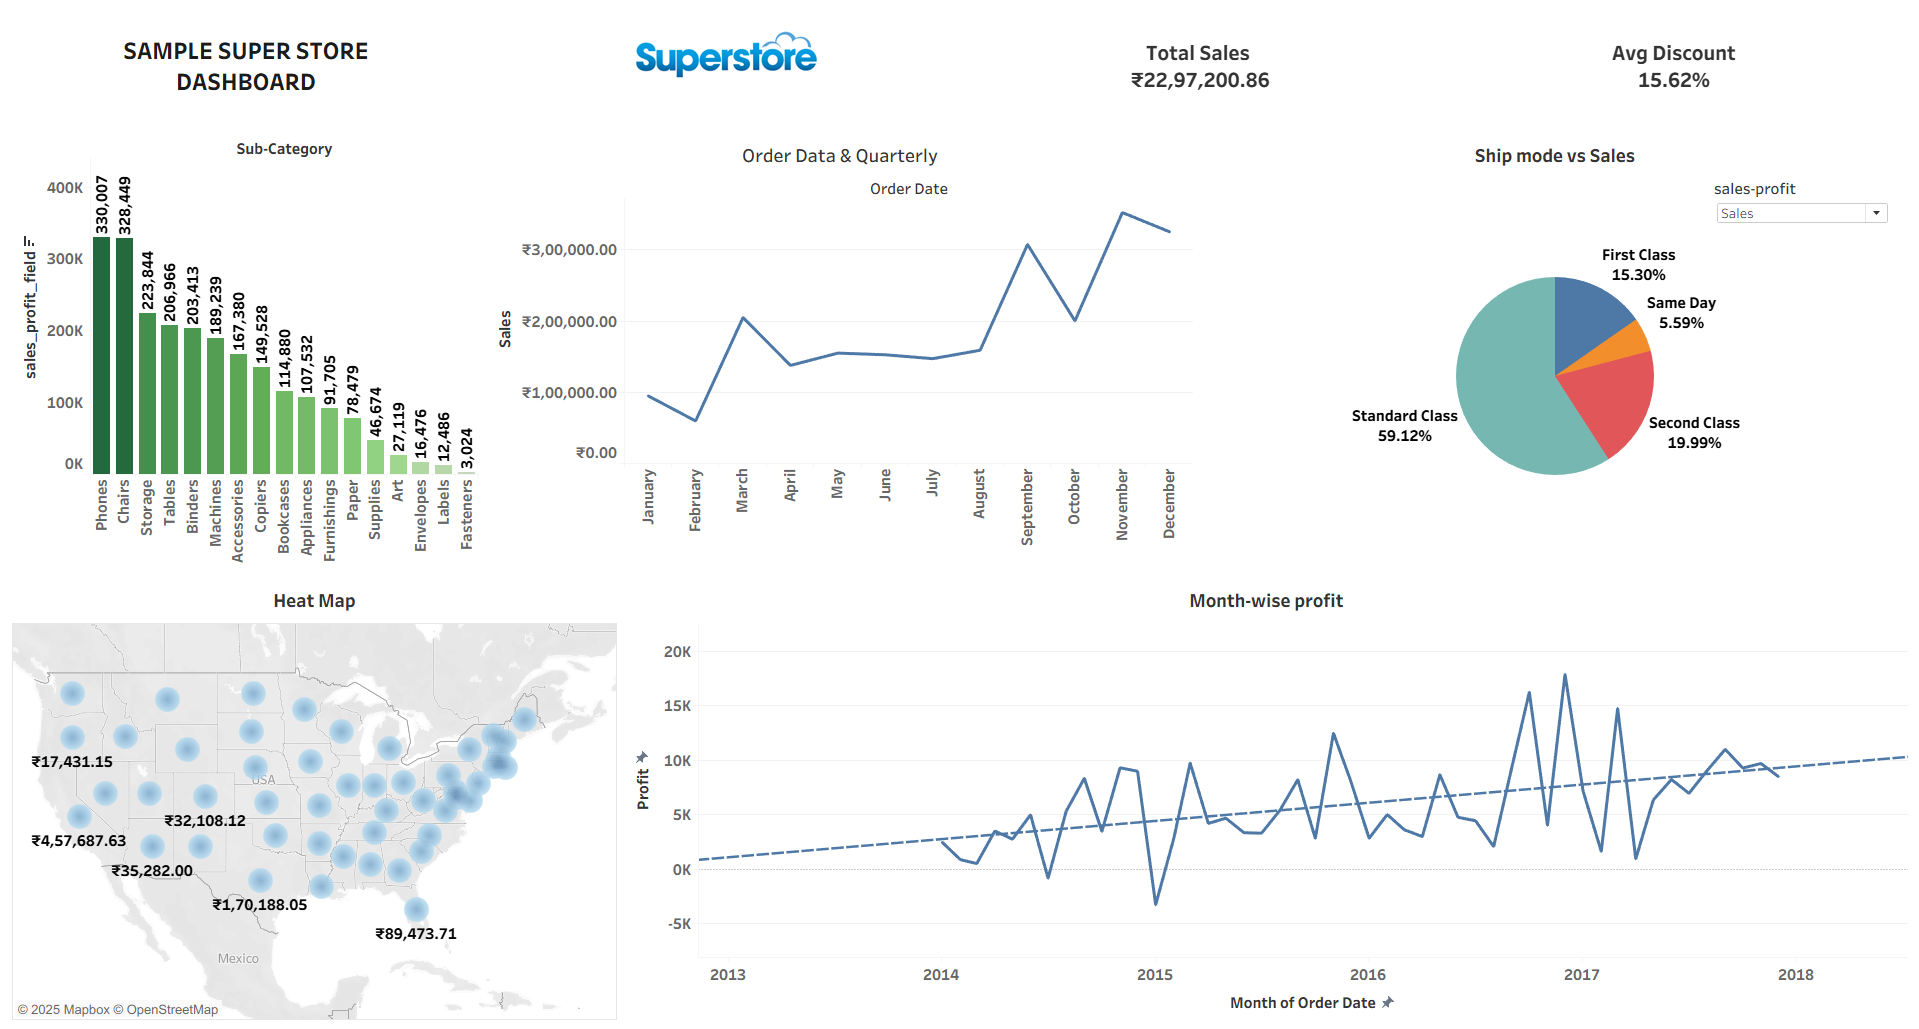 SAMPLE SUPER STORE
DASHBOARD
Superstore
Total Sales
₹22,97,200.86
Avg Discount
15.62%
Sub-Category
sales_profit_field
400K
300K
200K
100K
0K
330,007
328,449
223,844
206,966
203,413
189,239
167,380
149,528
114,880
107,532
91,705
78,479
46,674
27,119
16,476
12,486
3,024
Phones
Chairs
Storage
Tables
Binders
Machines
Accessories
Copiers
Bookcases
Appliances
Furnishings
Paper
Supplies
Art
Envelopes
Labels
Fasteners
Order Data & Quarterly
Order Date
Sales
₹3,00,000.00
₹2,00,000.00
₹1,00,000.00
₹0.00
January
February
March
April
May
June
July
August
September
October
November
December
Ship mode vs Sales
sales-profit
Sales
First Class
15.30%
Same Day
5.59%
Second Class
19.99%
Standard Class
59.12%
Heat Map
₹17,431.15
USA
₹32,108.12
₹4,57,687.63
₹35,282.00
₹1,70,188.05
₹89,473.71
Mexico
© 2025 Mapbox © OpenStreetMap
Month-wise profit
Profit
20K
15K
10K
5K
0K
-5K
2013
2014
2015
2016
2017
2018
Month of Order Date